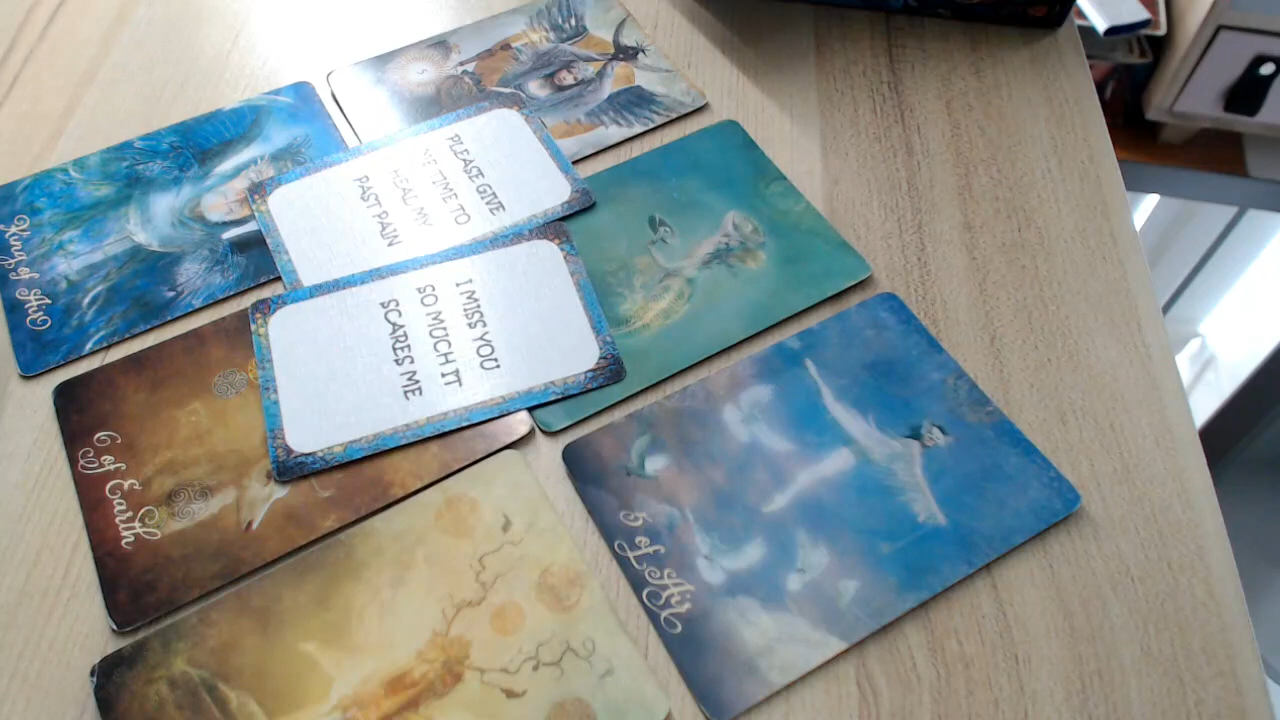 King of Air
PLEASE GIVE
ME TIME TO
HEAL MY
PAST PAIN
I MISS YOU
SO MUCH IT
SCARES ME
6 of Earth
5 of Air